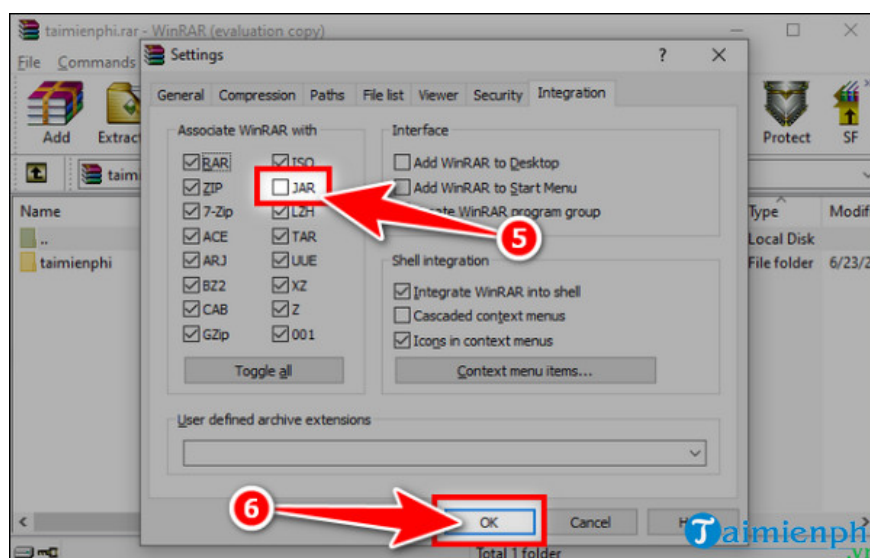 taimienphi.rar - WinRAR (evaluation copy)
File Commands
Settings
?
General Compression Paths File list Viewer Security Integration
Add Extrac
Protect SF
Associate WinRAR with
RAR ISO
ZIP JAR
7-Zip LZH
ACE TAR
ARJ UUE
BZ2 XZ
CAB Z
GZip 001
Toggle all
Interface
Add WinRAR to Desktop
Add WinRAR to Start Menu
WinRAR program group
5
Shell integration
Integrate WinRAR into shell
Cascaded context menus
Icons in context menus
Context menu items...
User defined archive extensions
6
OK Cancel
taim
Name
..
taimienphi
Type Modif
Local Disk
File folder 6/23/2
Total 1 folder
Taimienph
.vn